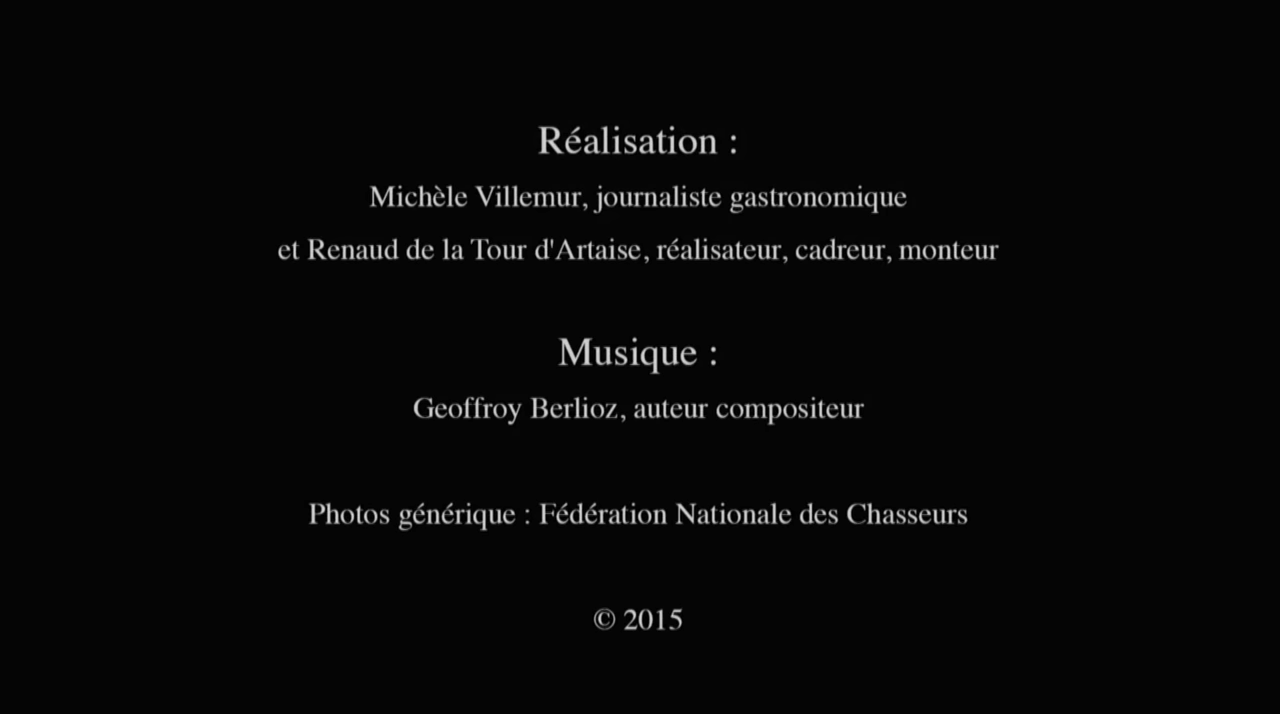 Réalisation :
Michèle Villemur, journaliste gastronomique
et Renaud de la Tour d'Artaise, réalisateur, cadreur, monteur
Musique :
Geoffroy Berlioz, auteur compositeur
Photos générique : Fédération Nationale des Chasseurs
© 2015